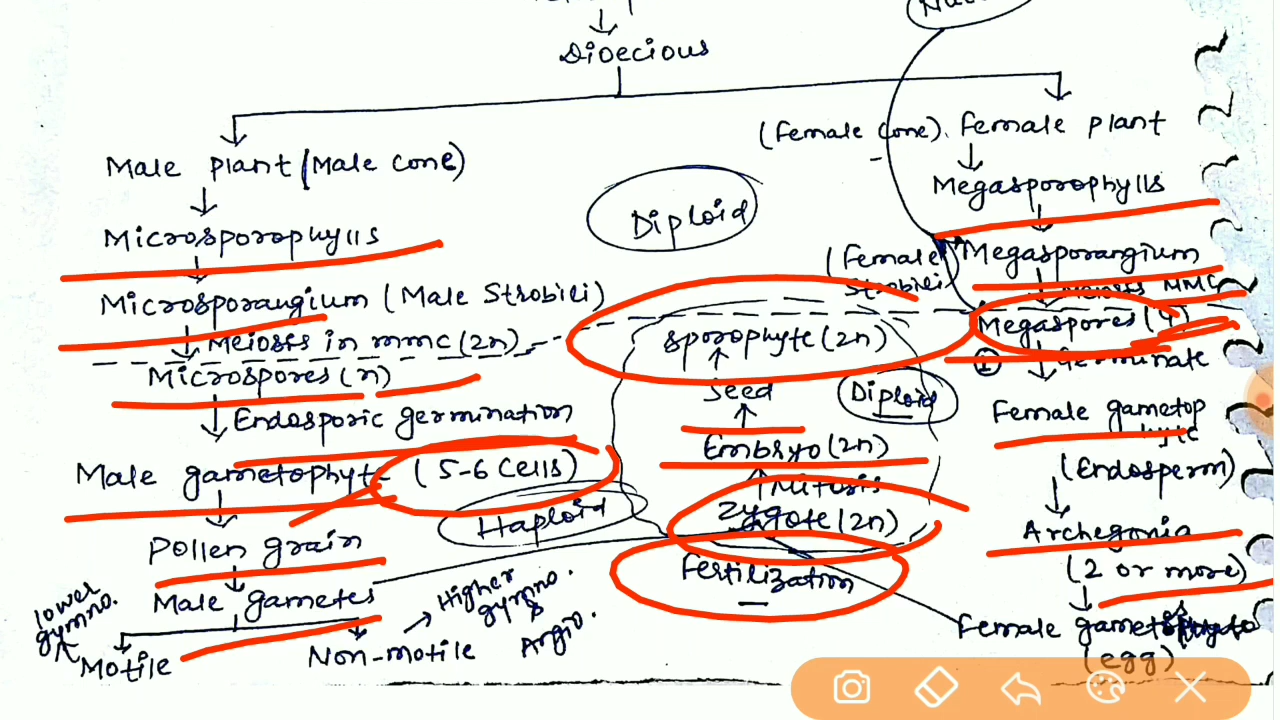 Dioecious
(Female Cone). Female plant
Male plant (Male cone)
Megasporophylls
Diploid
Microsporophylls
(Female Strobili)
Megasporangium
Microsporangium (Male Strobili)
Meiosis MMC
Meiosis in mmc (2n)
Sporophyte (2n)
Megaspores (4)
Microspores (n)
① Germinate
Seed
Diploid
Endosporic germination
Female gametophyte
Embryo (2n)
Male gametophyt (5-6 Cells)
(Endosperm)
Mitosis
Zygote (2n)
Haploid
Archegonia
Pollen grain
(2 or more)
Fertilization
Male gametes
lower gymno.
Higher gymno. & Angio.
Female
(egg)
Motile
Non-motile